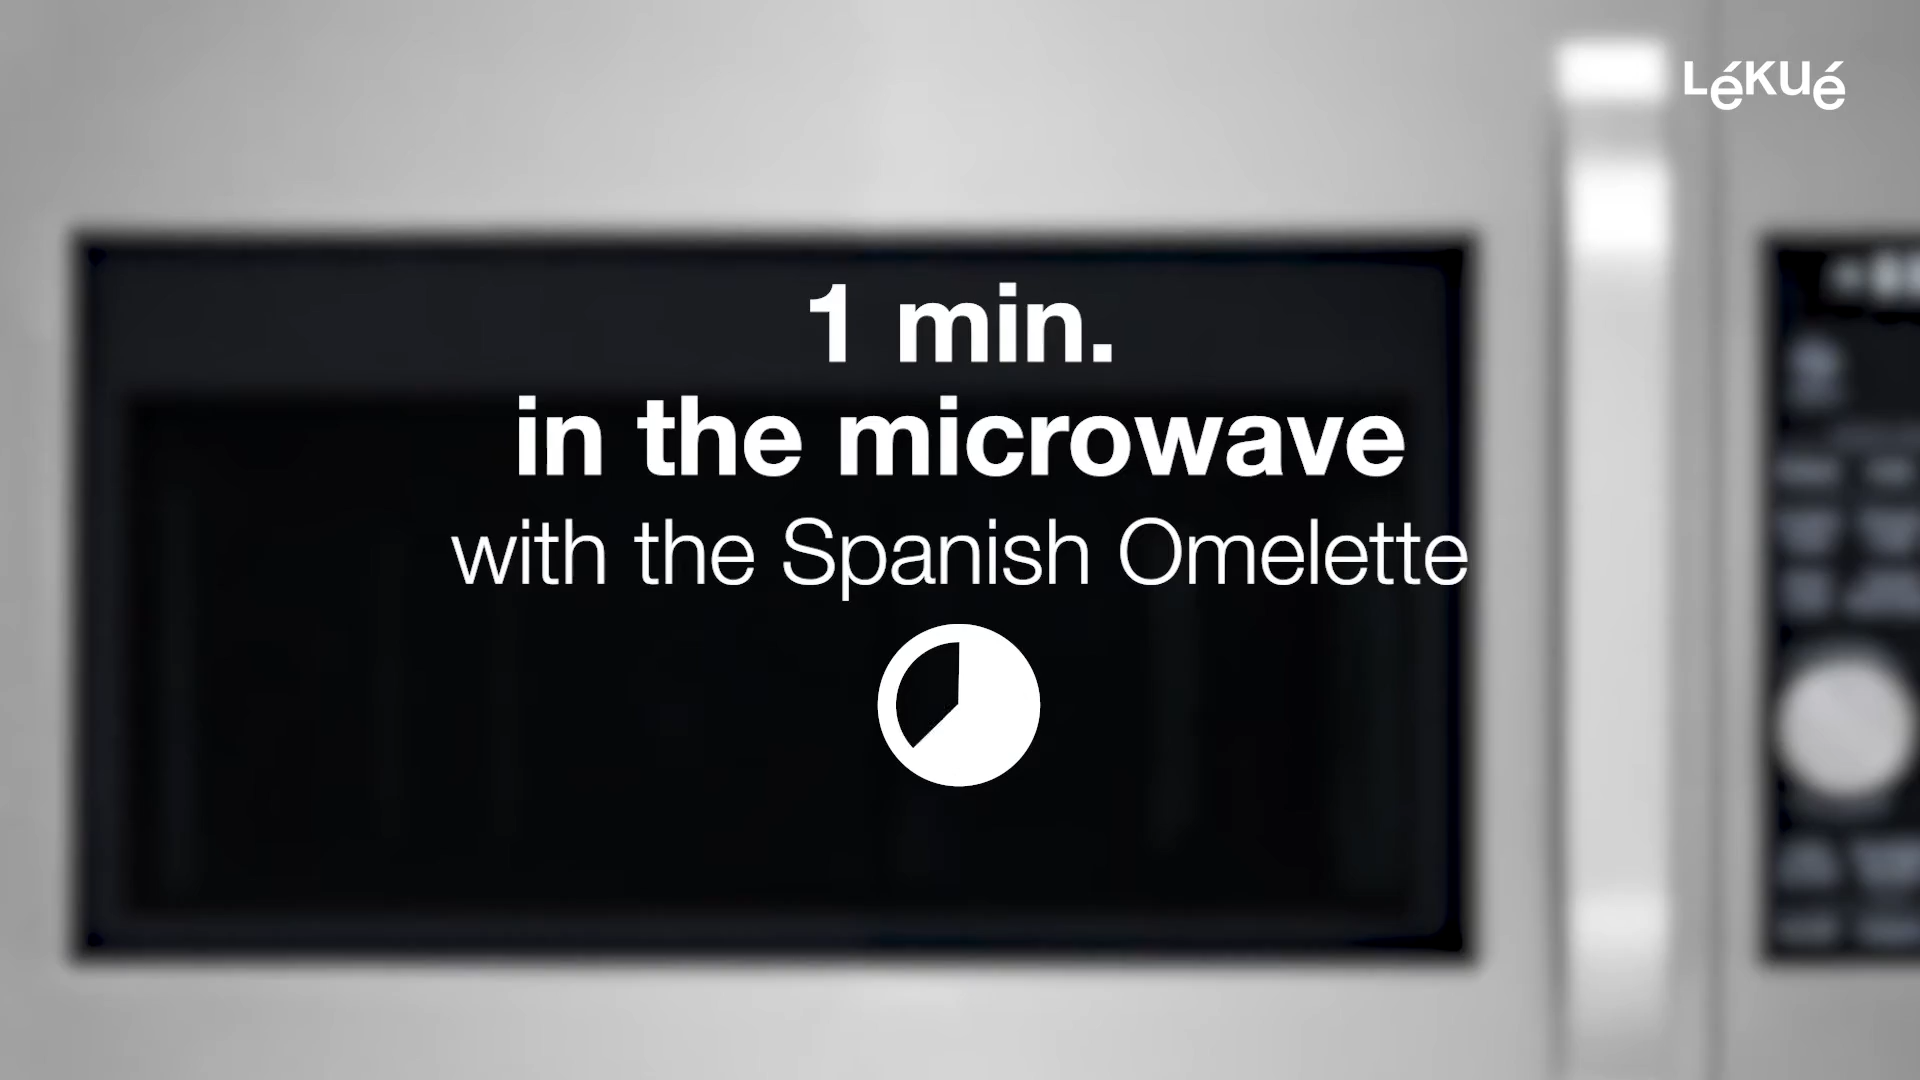 LéKUé
1 min.
in the microwave
with the Spanish Omelette